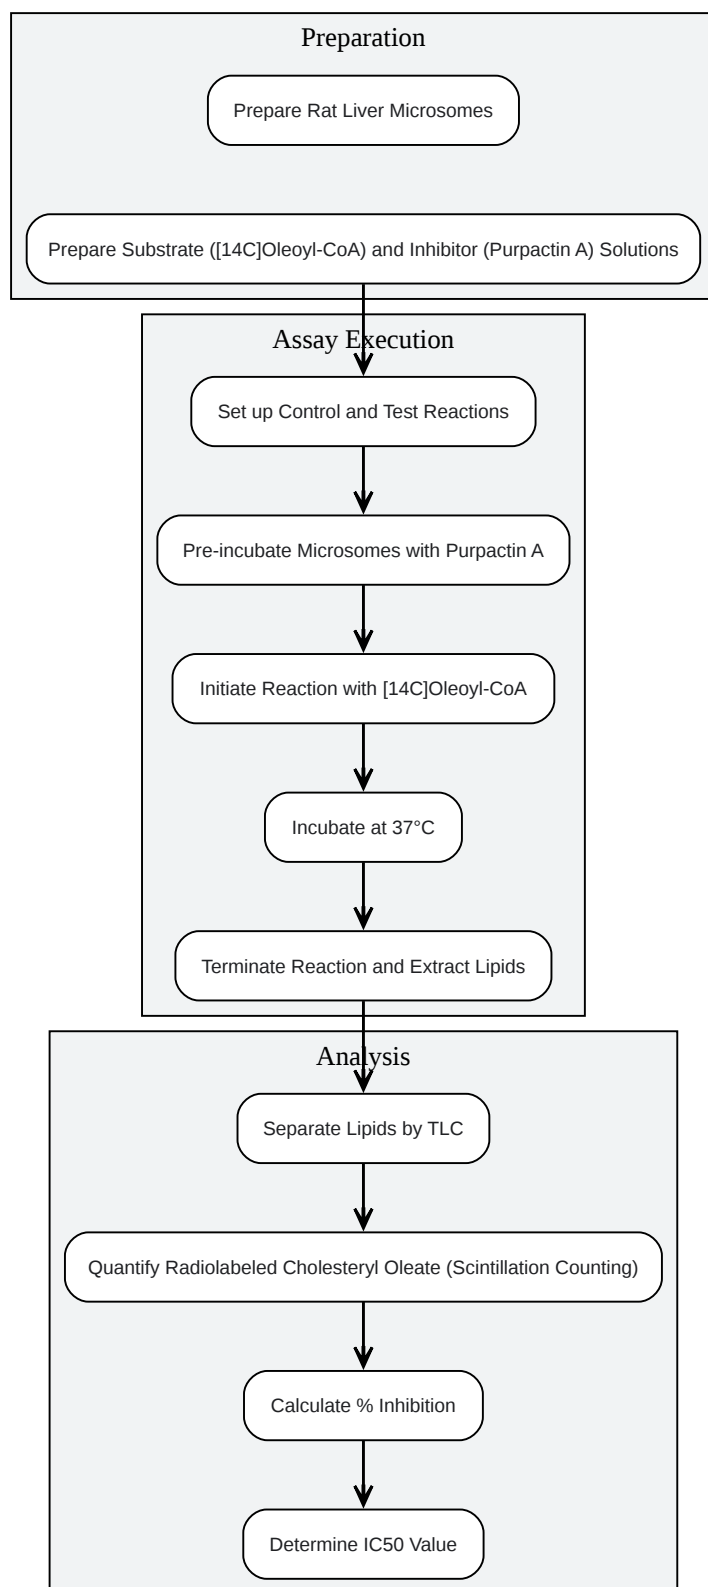 Preparation
Prepare Rat Liver Microsomes
Prepare Substrate ([14C]Oleoyl-CoA) and Inhibitor (Purpactin A) Solutions
Assay Execution
Set up Control and Test Reactions
Pre-incubate Microsomes with Purpactin A
Initiate Reaction with [14C]Oleoyl-CoA
Incubate at 37°C
Terminate Reaction and Extract Lipids
Analysis
Separate Lipids by TLC
Quantify Radiolabeled Cholesteryl Oleate (Scintillation Counting)
Calculate % Inhibition
Determine IC50 Value